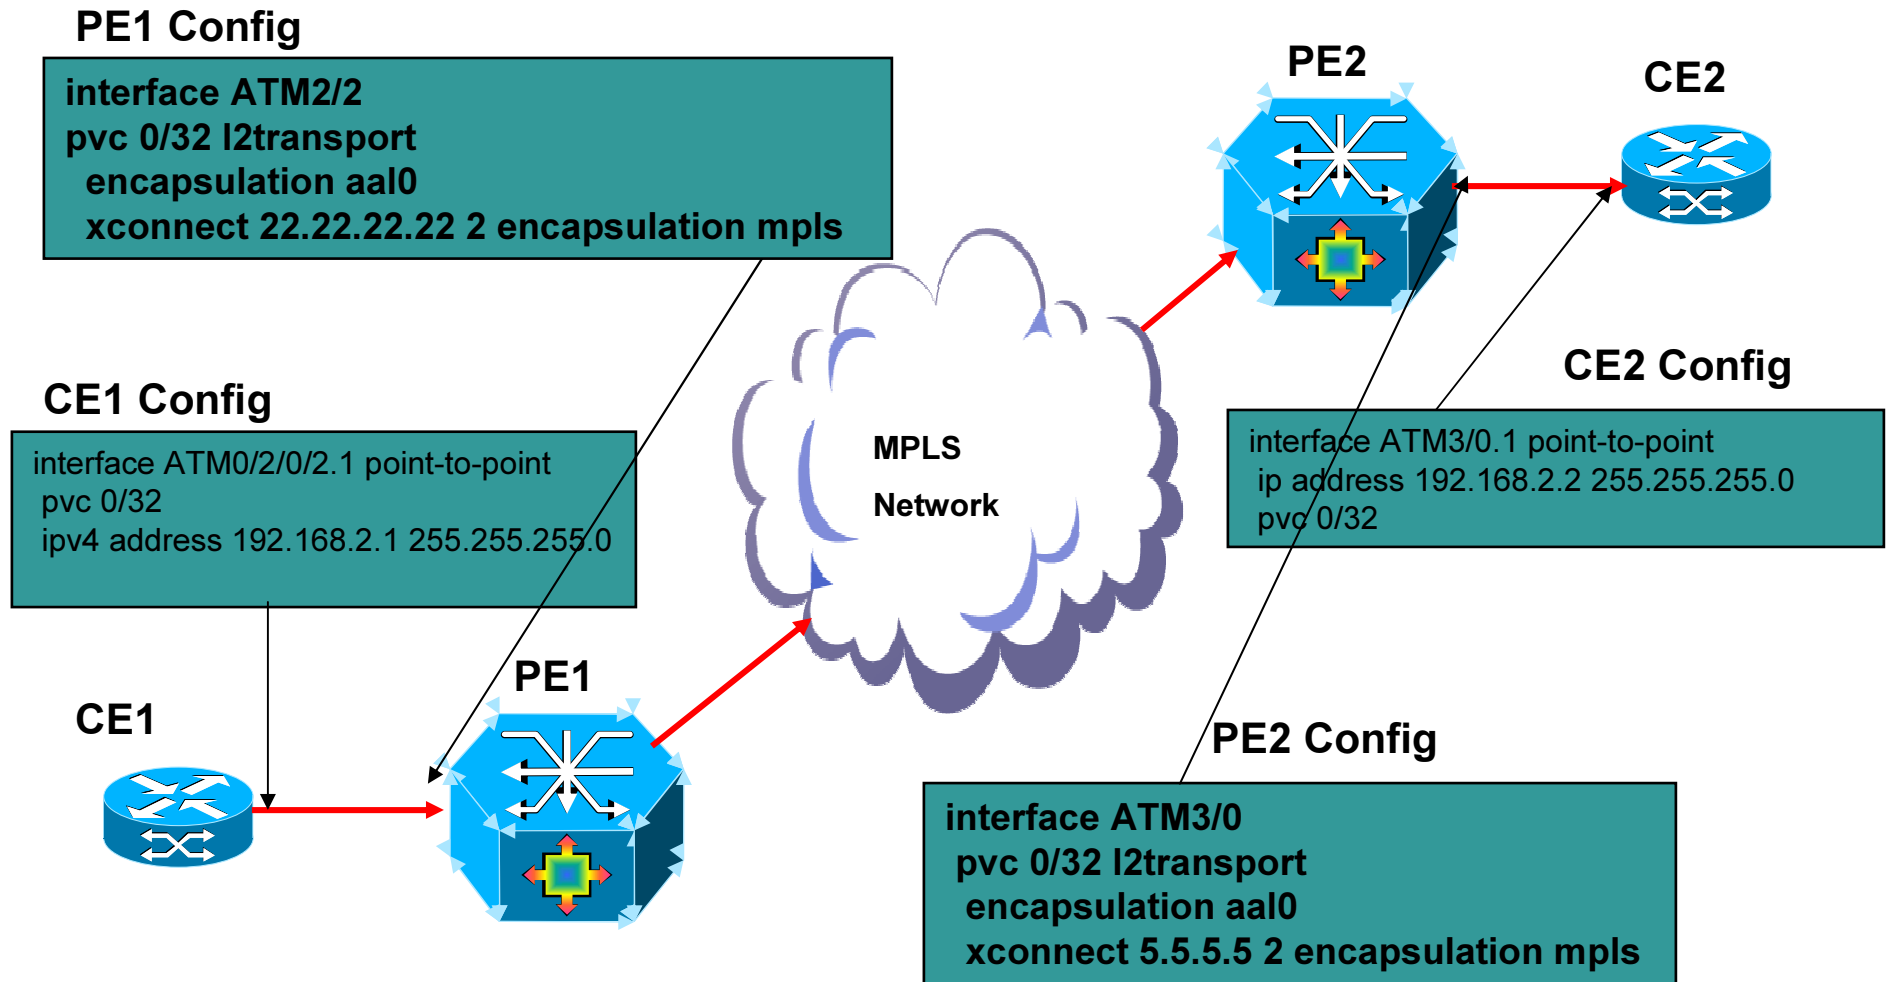 PE1 Config
interface ATM2/2
pvc 0/32 l2transport
encapsulation aal0
xconnect 22.22.22.22 2 encapsulation mpls
PE2
CE2
CE1 Config
interface ATM0/2/0/2.1 point-to-point
pvc 0/32
ipv4 address 192.168.2.1 255.255.255.0
MPLS
Network
CE2 Config
interface ATM3/0.1 point-to-point
ip address 192.168.2.2 255.255.255.0
pvc 0/32
CE1
PE1
PE2 Config
interface ATM3/0
pvc 0/32 l2transport
encapsulation aal0
xconnect 5.5.5.5 2 encapsulation mpls